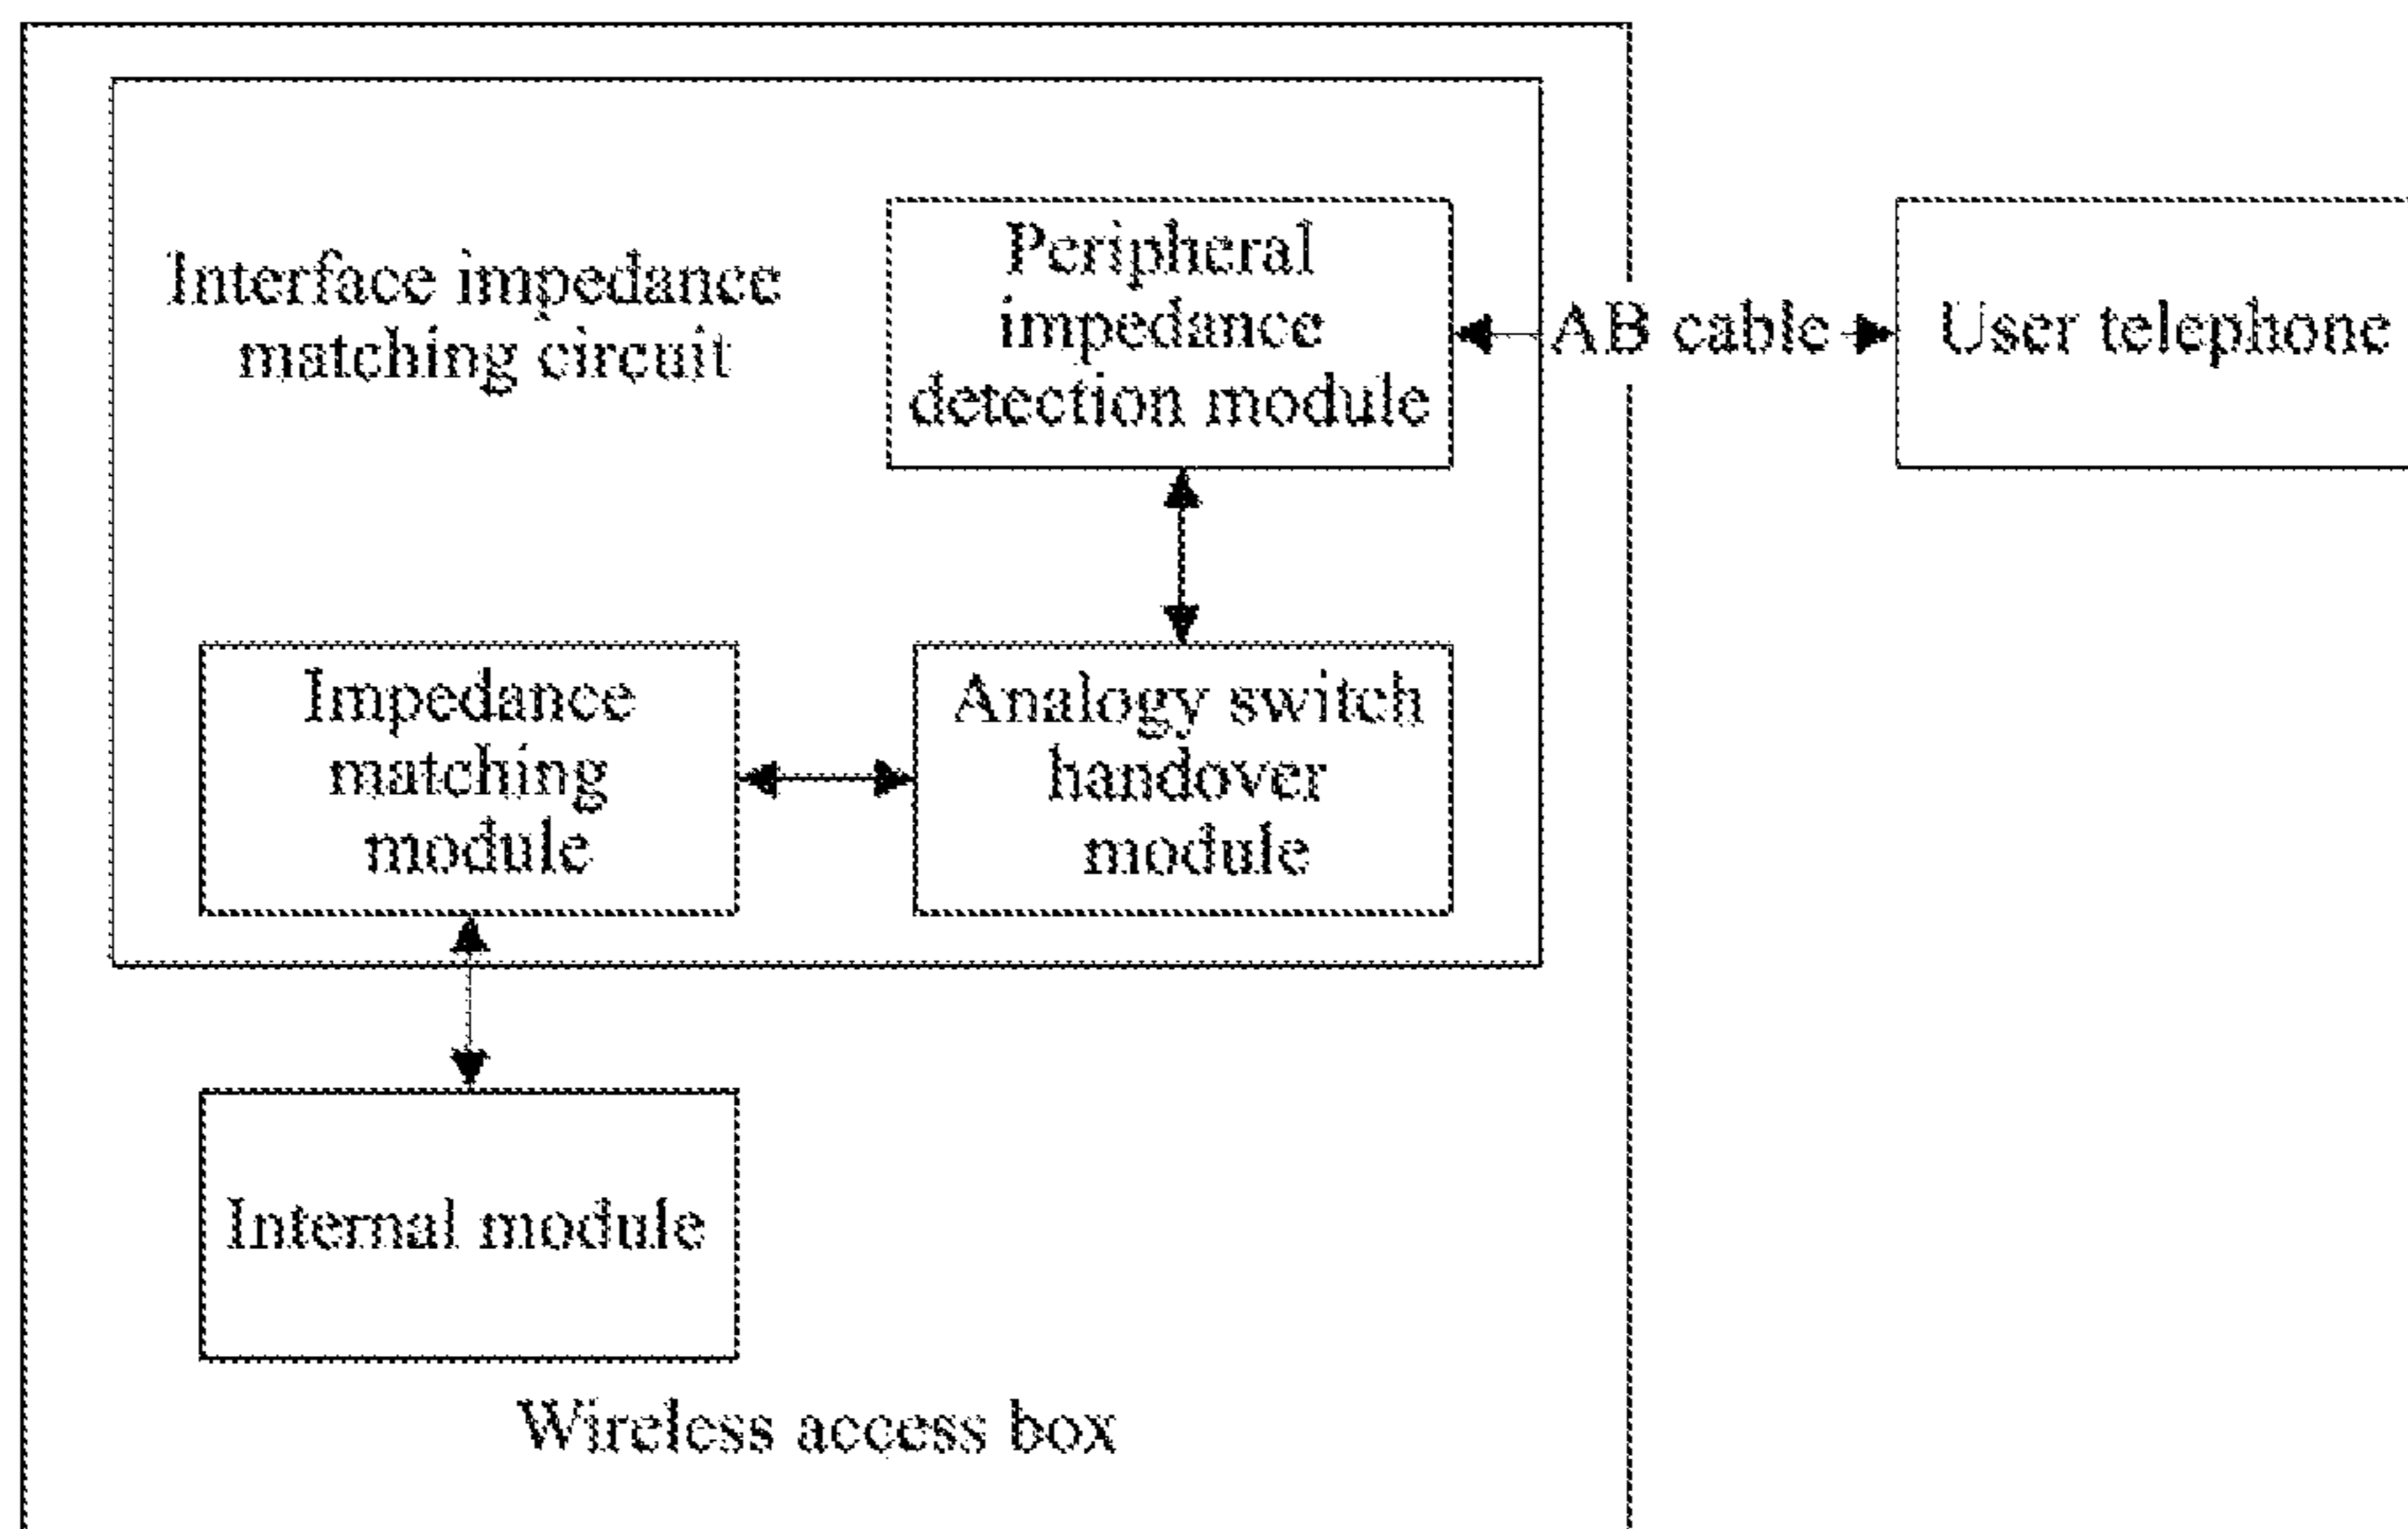 Interface impedance
matching circuit
Peripheral
impedance
detection module
AB cable
User telephone
Impedance
matching
module
Analogy switch
handover
module
Internal module
Wireless access box